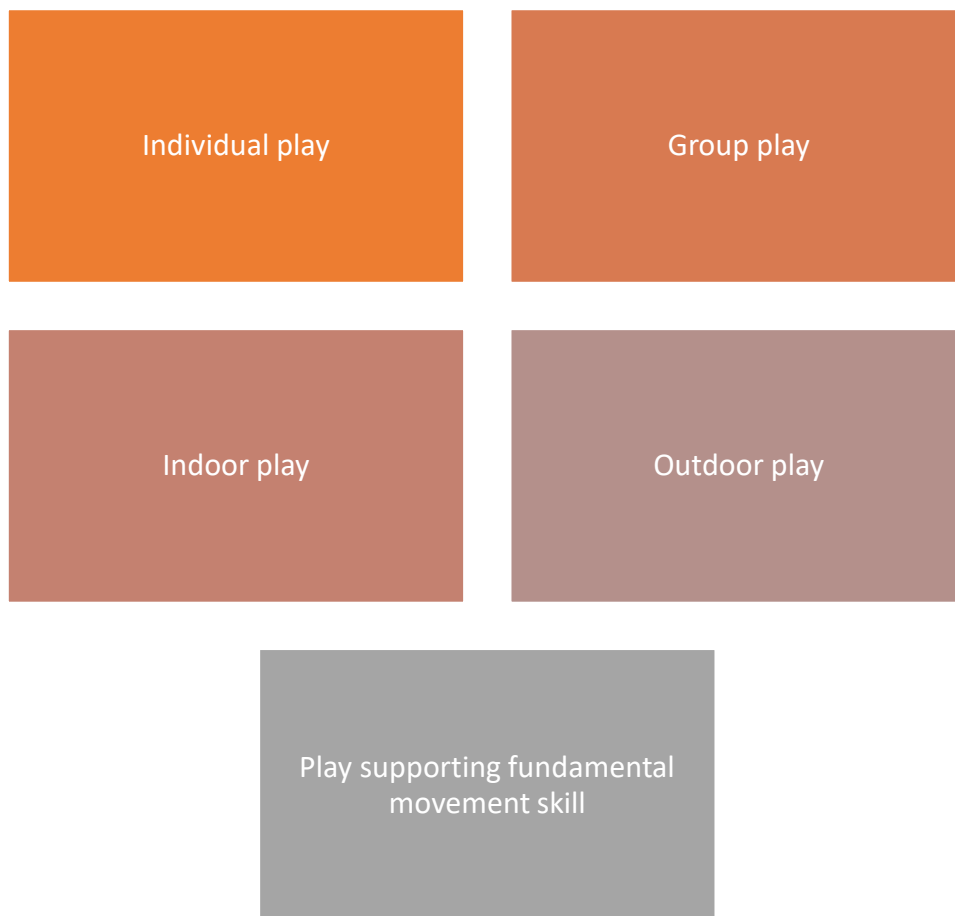 Individual play
Group play
Indoor play
Outdoor play
Play supporting fundamental
movement skill